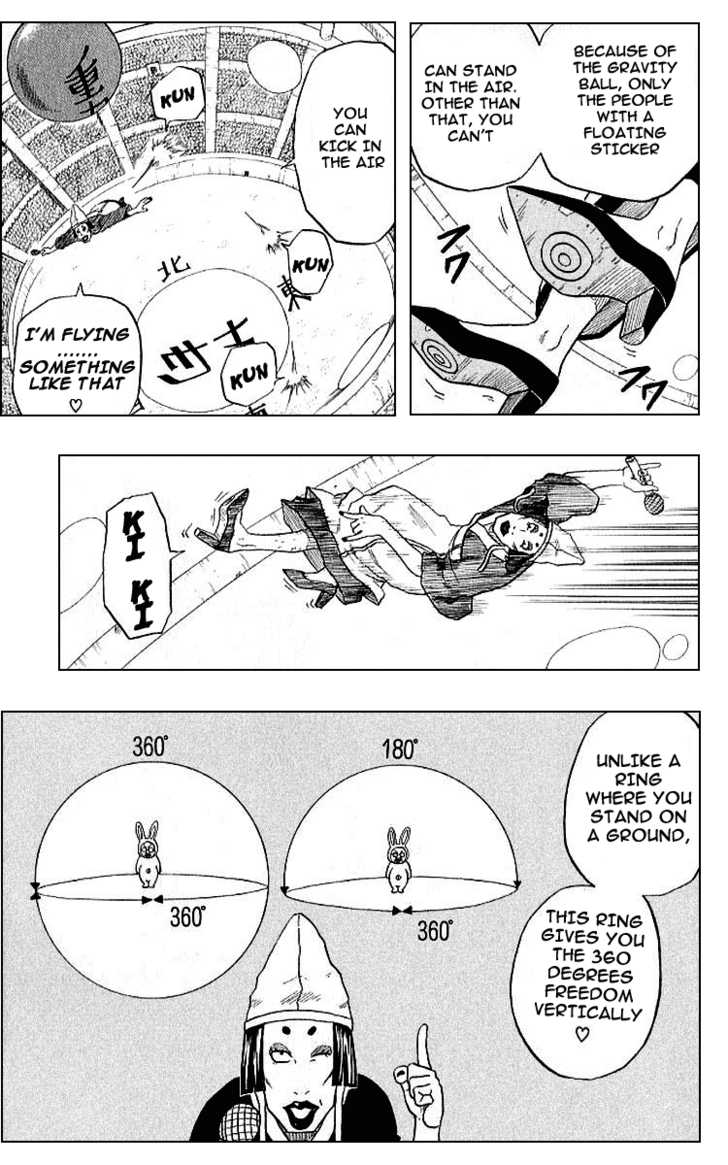 BECAUSE OF
THE GRAVITY
BALL, ONLY
THE PEOPLE
WITH A
FLOATING
STICKER
CAN STAND
IN THE AIR.
OTHER THAN
THAT, YOU
CAN'T
YOU
CAN
KICK IN
THE AIR
重力
KUN
KUN
KUN
北
東
I'M FLYING
.......
SOMETHING
LIKE THAT
♡
E
KI
KI
UNLIKE A
RING
WHERE YOU
STAND ON
A GROUND,
THIS RING
GIVES YOU
THE 360
DEGREES
FREEDOM
VERTICALLY
♡
180°
360°
360°
360°